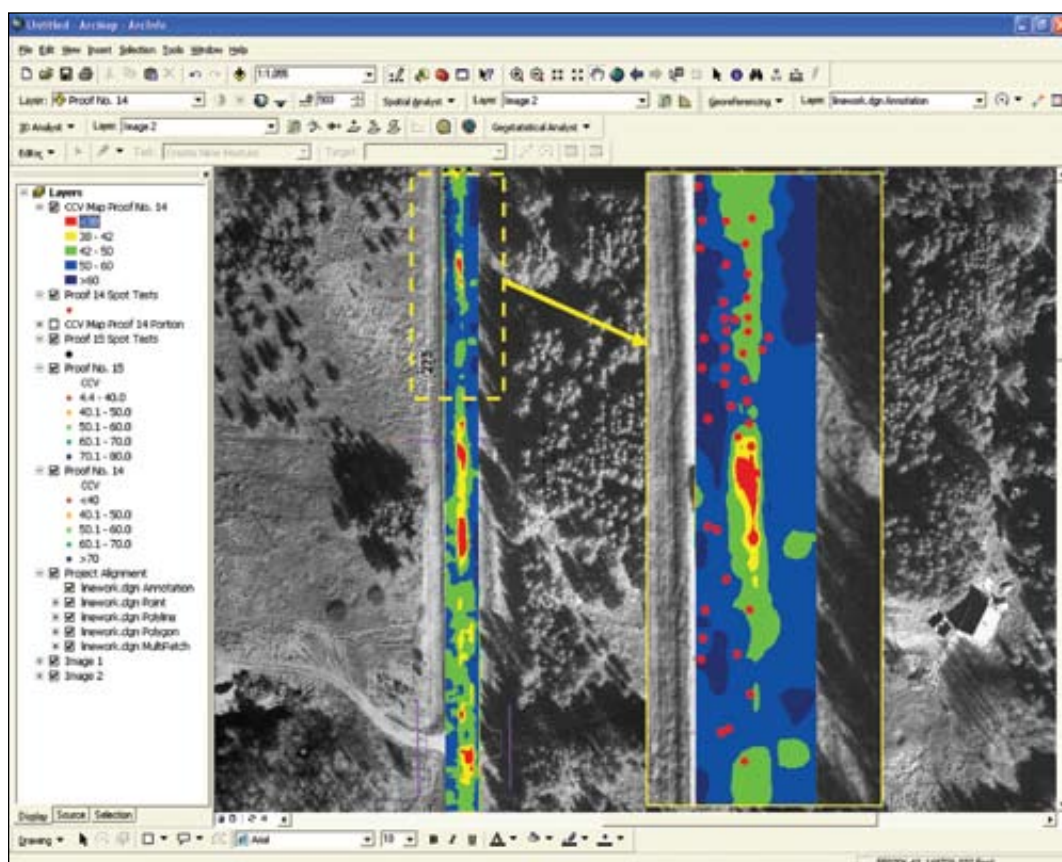 Untitled - Arcmap - ArcInfo
File Edit View Insert Selection Tools Window Help
Layer: Proof No. 14
500
Spatial Analyst
Layer: Image 2
Georeferencing
Layer: linework.dgn Annotation
3D Analyst
Layer: Image 2
Geostatistical Analyst
Editor
Task: Create New Feature
Target:
Layers
CCV Map Proof No. 14
38 - 42
42 - 50
50 - 60
>60
Proof 14 Spot Tests
CCV Map Proof 14 Portion
Proof 15 Spot Tests
Proof No. 15
CCV
4.4 - 40.0
40.1 - 50.0
50.1 - 60.0
60.1 - 70.0
70.1 - 80.0
Proof No. 14
CCV
<40
40.1 - 50.0
50.1 - 60.0
60.1 - 70.0
>70
Project Alignment
linework.dgn Annotation
linework.dgn Point
linework.dgn Polyline
linework.dgn Polygon
linework.dgn MultiPatch
Image 1
Image 2
275
Display Source Selection
Drawing
Arial
10
B I U A